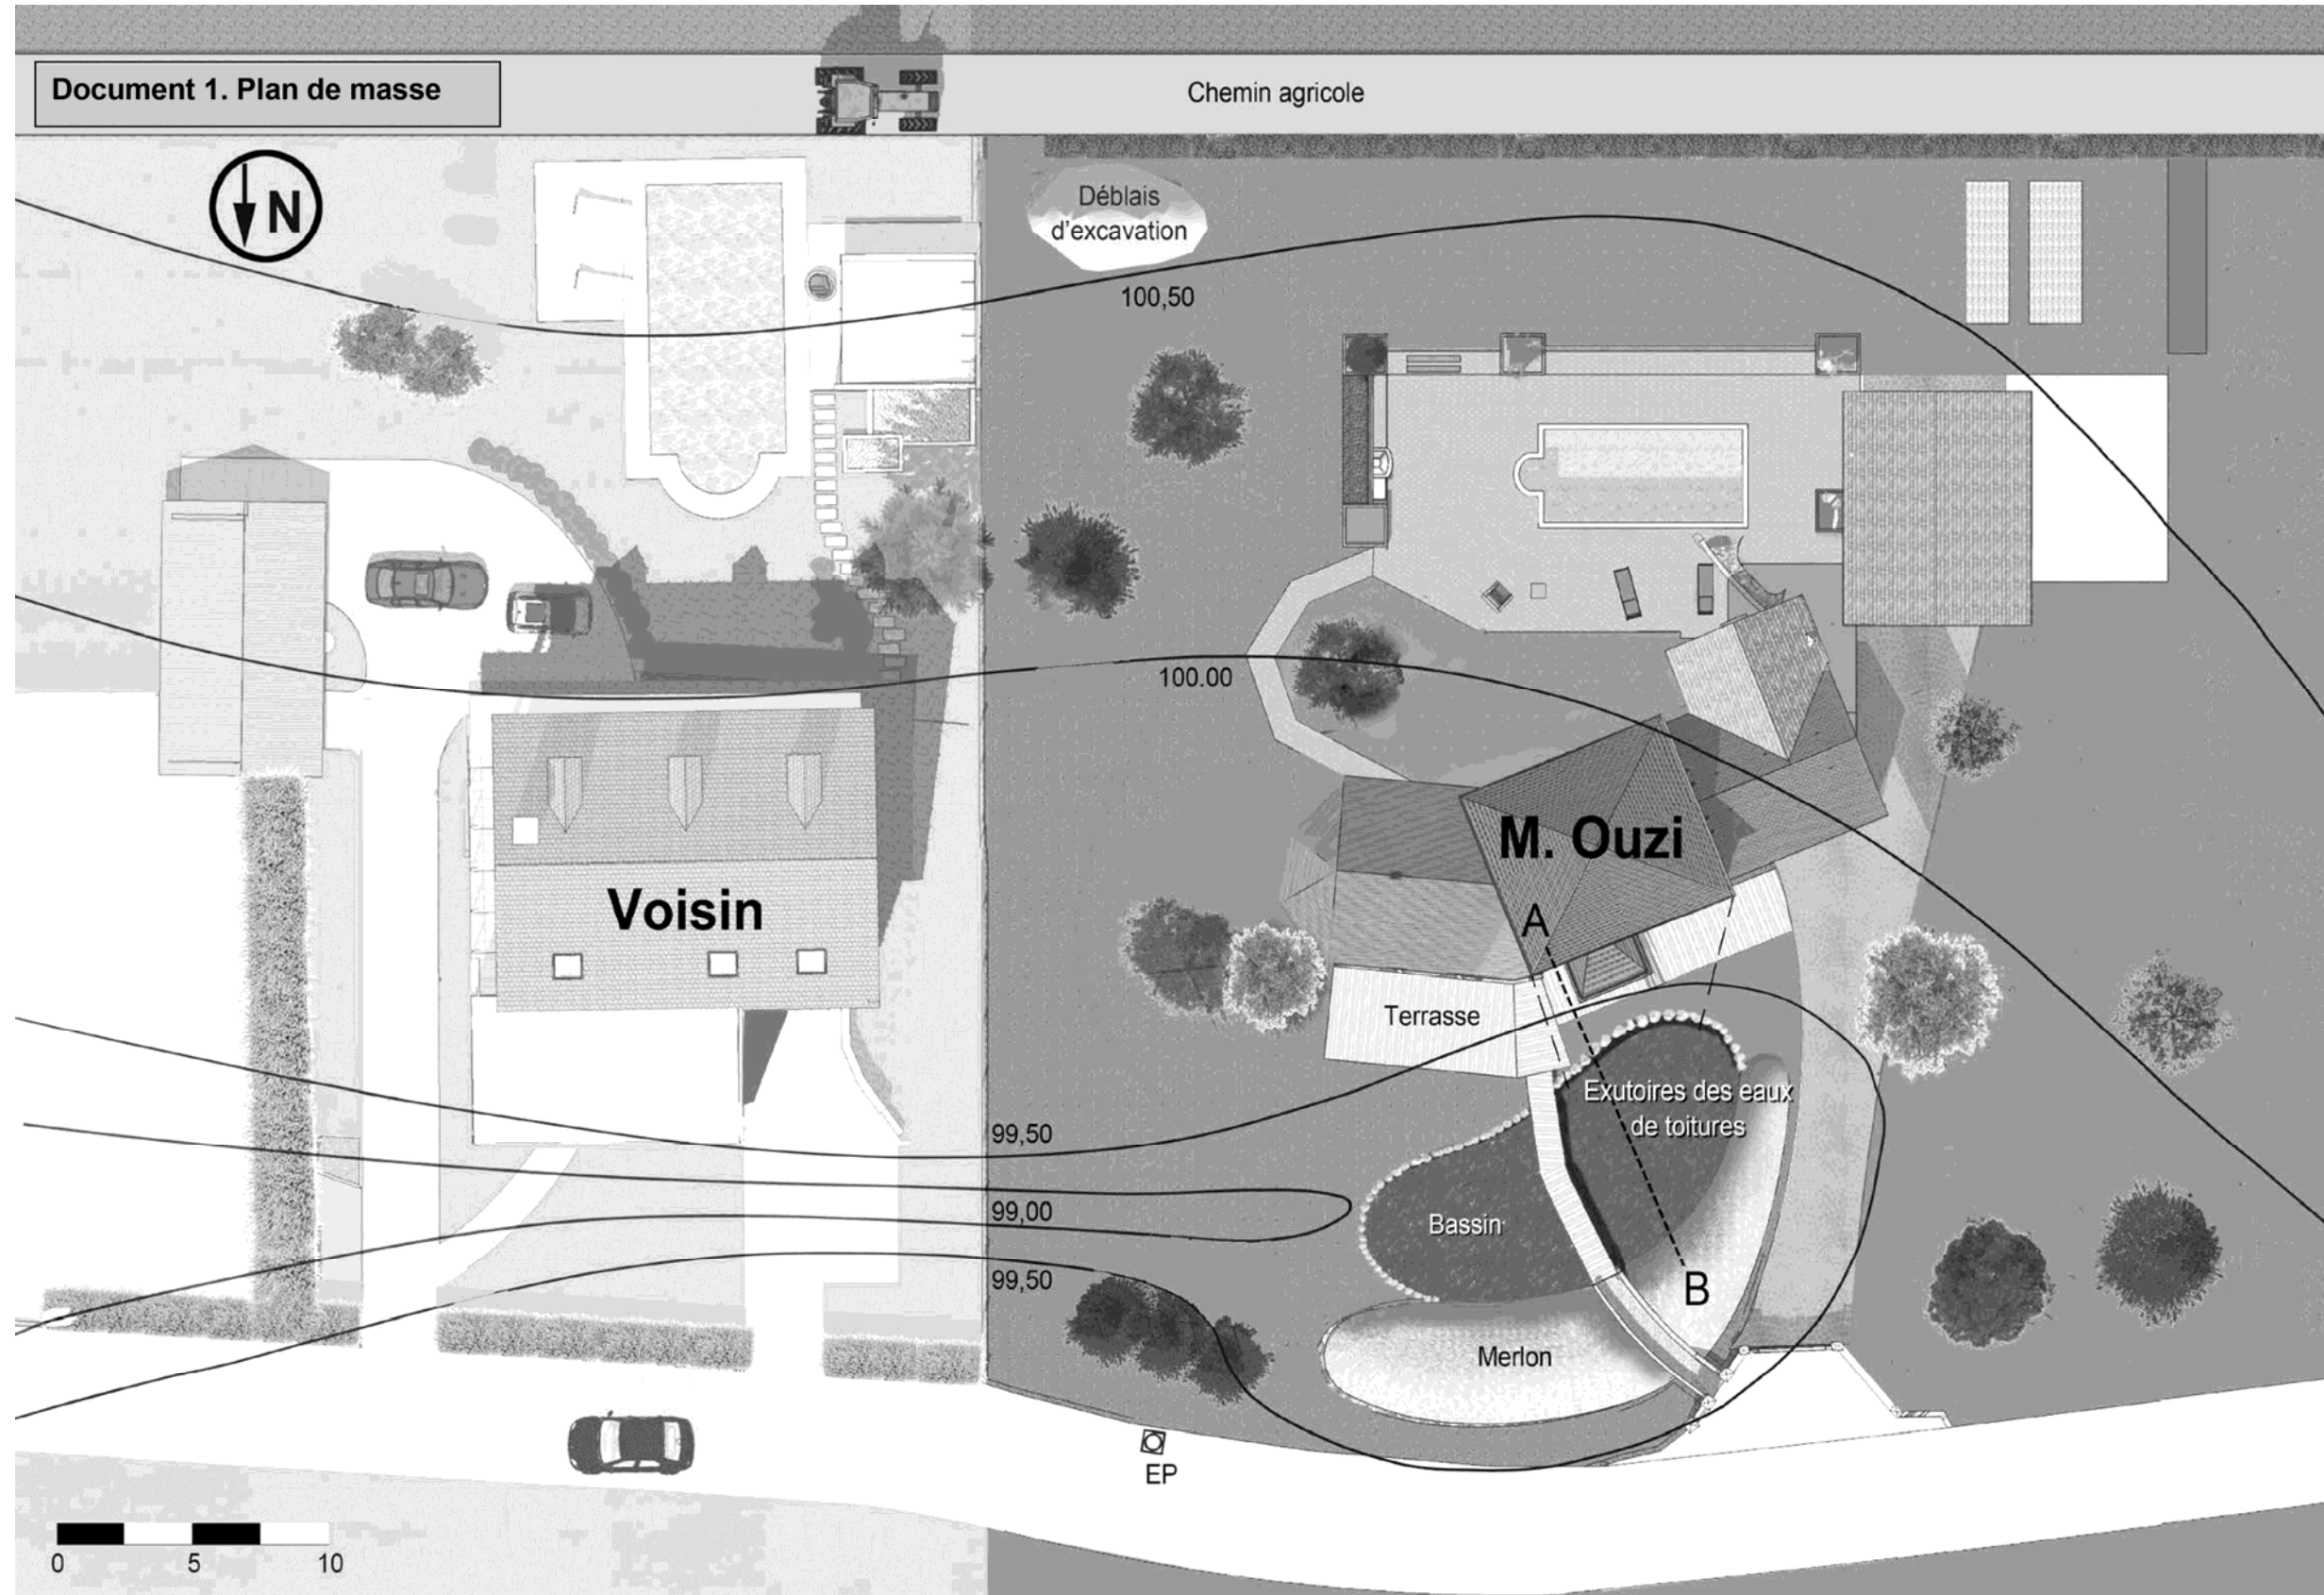 Document 1. Plan de masse
Chemin agricole
N
Déblais
d'excavation
100,50
100.00
M. Ouzi
Voisin
A
Terrasse
Exutoires des eaux
de toitures
99,50
99,00
Bassin
99,50
B
Merlon
EP
0 5 10